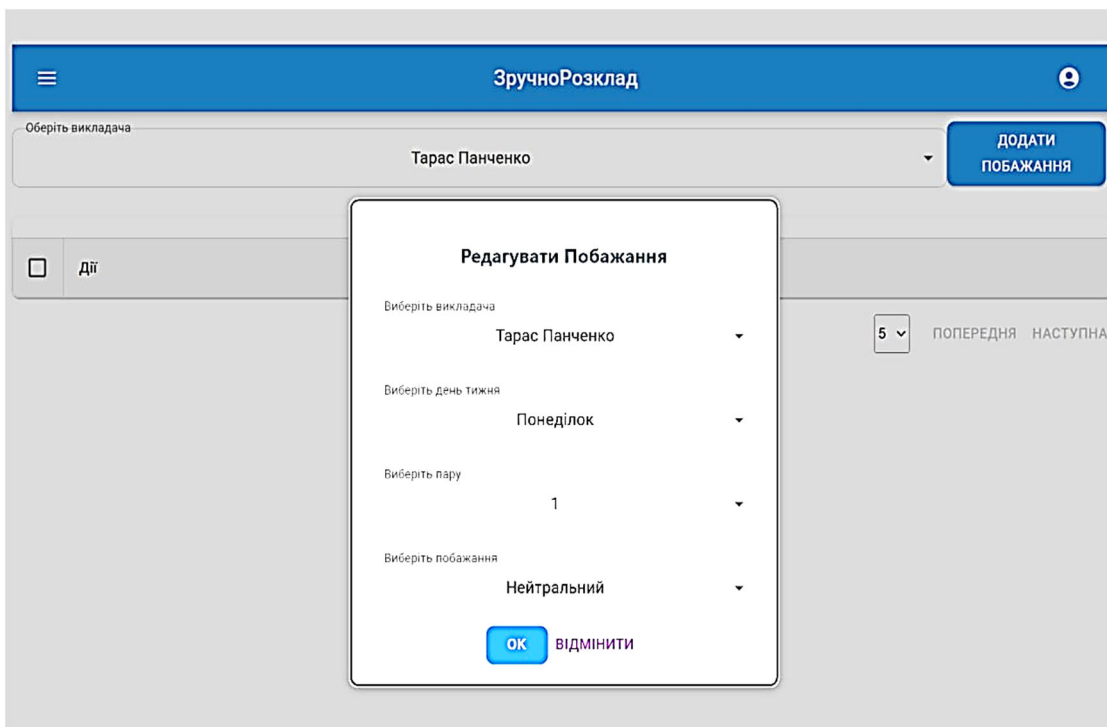 ЗручноРозклад
Оберіть викладача
Тарас Панченко
ДОДАТИ
ПОБАЖАННЯ
Дії
Редагувати Побажання
Виберіть викладача
Тарас Панченко
Виберіть день тижня
Понеділок
Виберіть пару
1
Виберіть побажання
Нейтральний
ОК ВІДМІНИТИ
5 ПОПЕРЕДНЯ НАСТУПНА